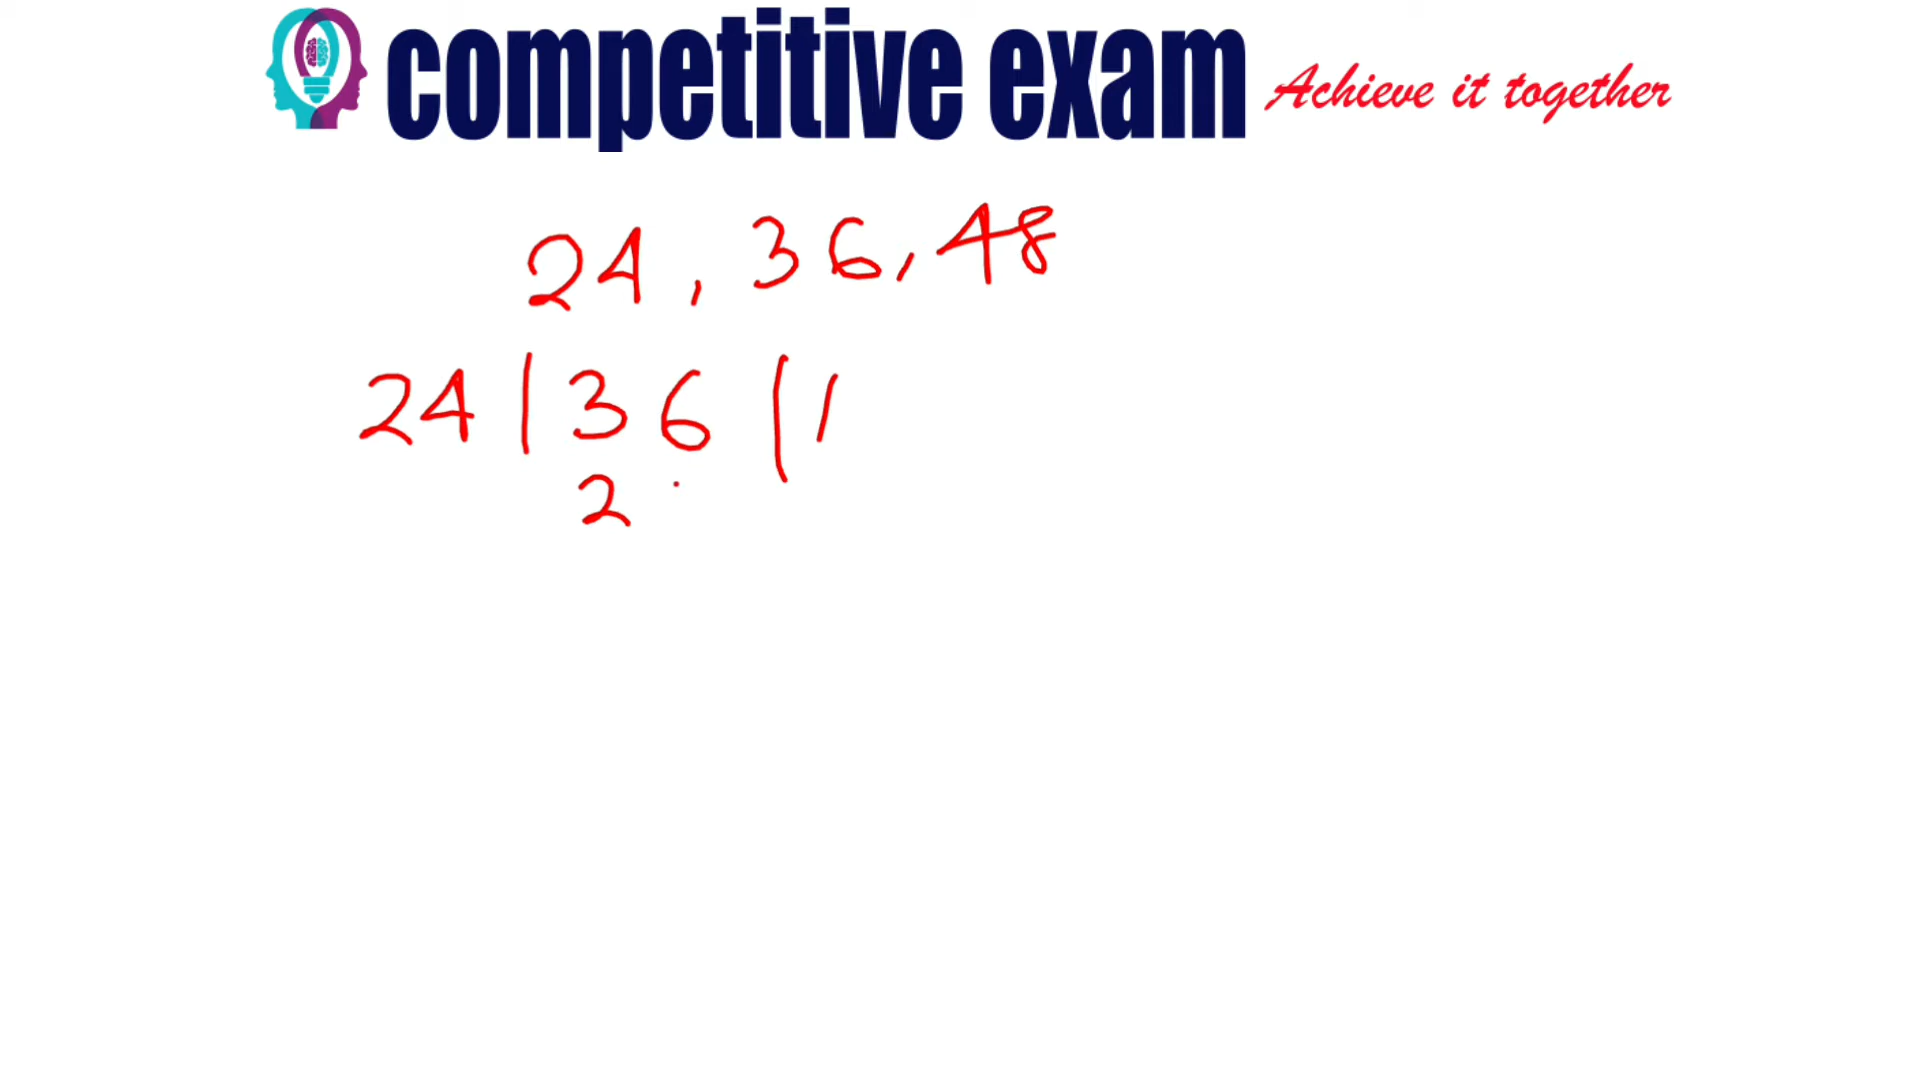 competitive exam Achieve it together
24, 36, 48
24 | 36 | 1
2